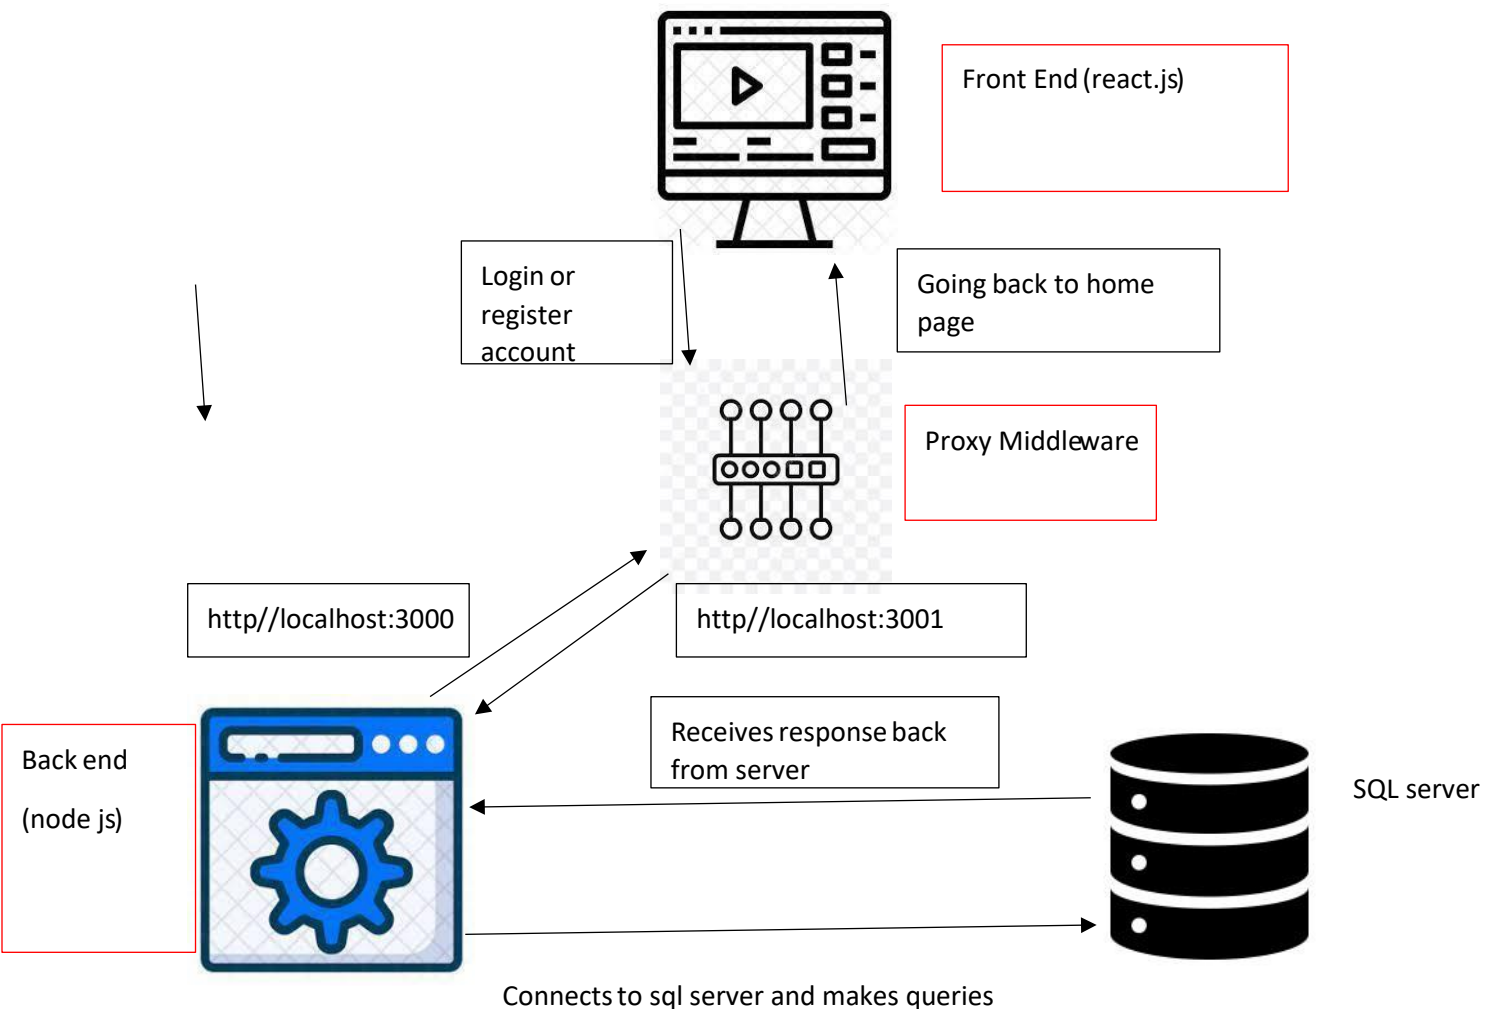 Front End (react.js)
Login or
register
account
Going back to home
page
Proxy Middleware
http//localhost:3000
http//localhost:3001
Back end
(node js)
Receives response back
from server
SQL server
Connects to sql server and makes queries